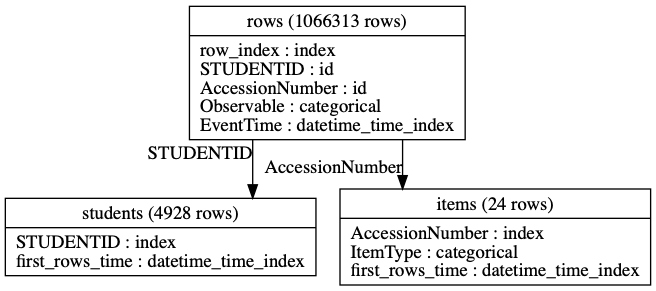 rows (1066313 rows)
row_index : index
STUDENTID : id
AccessionNumber : id
Observable : categorical
EventTime : datetime_time_index
STUDENTID
AccessionNumber
students (4928 rows)
STUDENTID : index
first_rows_time : datetime_time_index
items (24 rows)
AccessionNumber : index
ItemType : categorical
first_rows_time : datetime_time_index